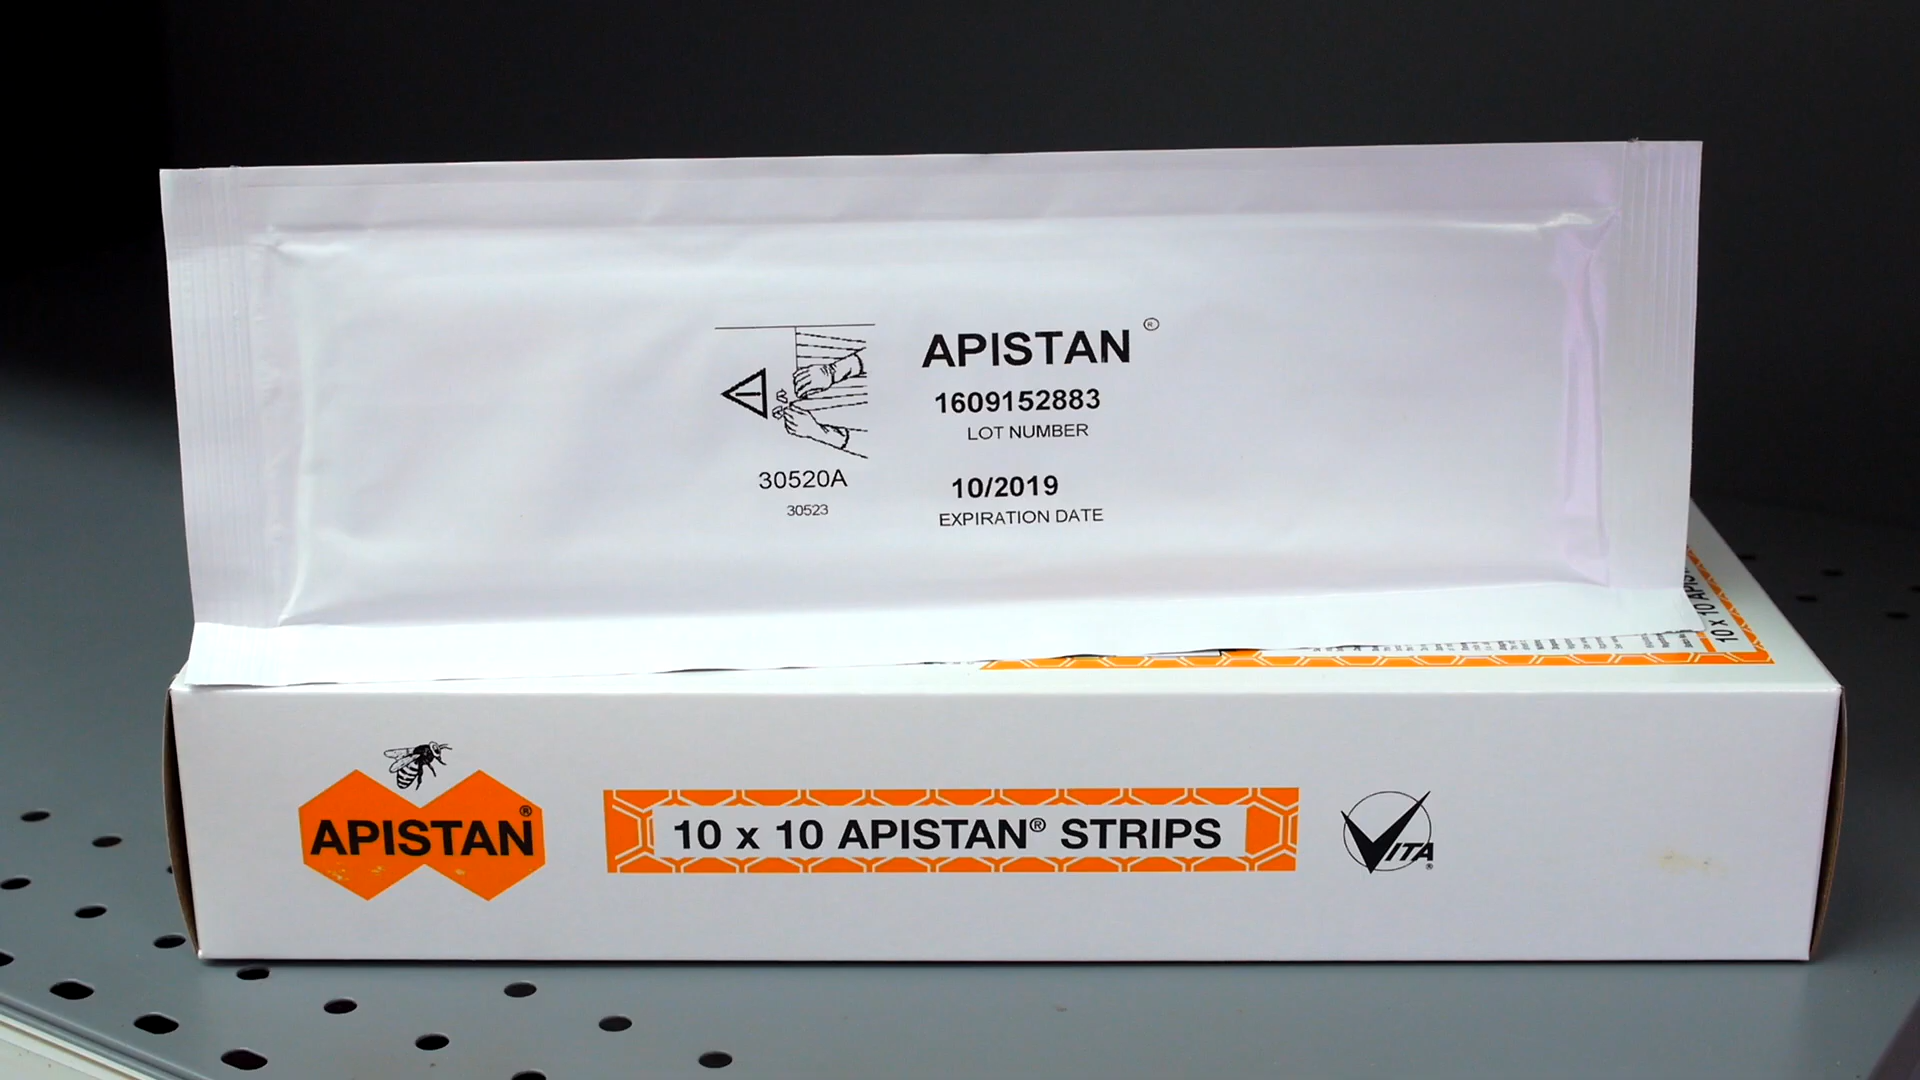 APISTAN ®
1609152883
LOT NUMBER
30520A
10/2019
30523
EXPIRATION DATE
10 x 10 APIS
APISTAN®
10 x 10 APISTAN® STRIPS
VITA®